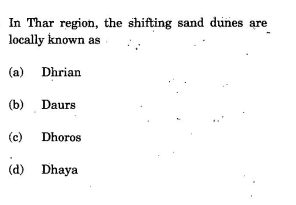 In Thar region, the shifting sand dunes are
locally known as
(a) Dhrian
(b) Daurs
(c) Dhoros
(d) Dhaya